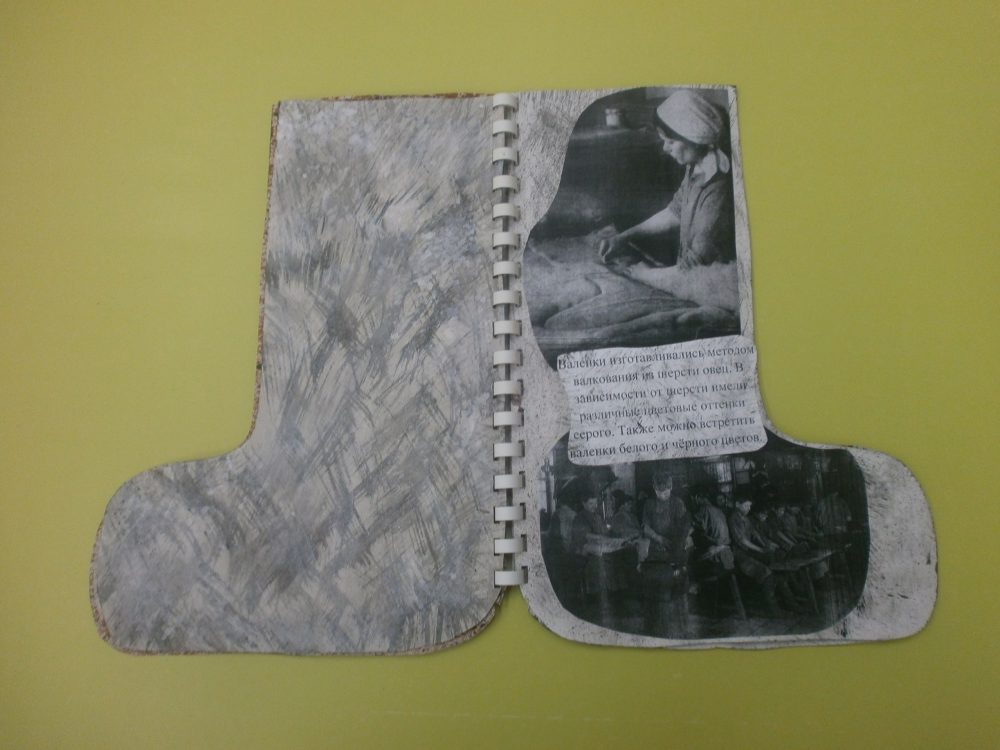 Валенки изготавливались методом
валкования из шерсти овец. В
зависимости от шерсти имели
различные цветовые оттенки
серого. Также можно встретить
валенки белого и чёрного цветов.